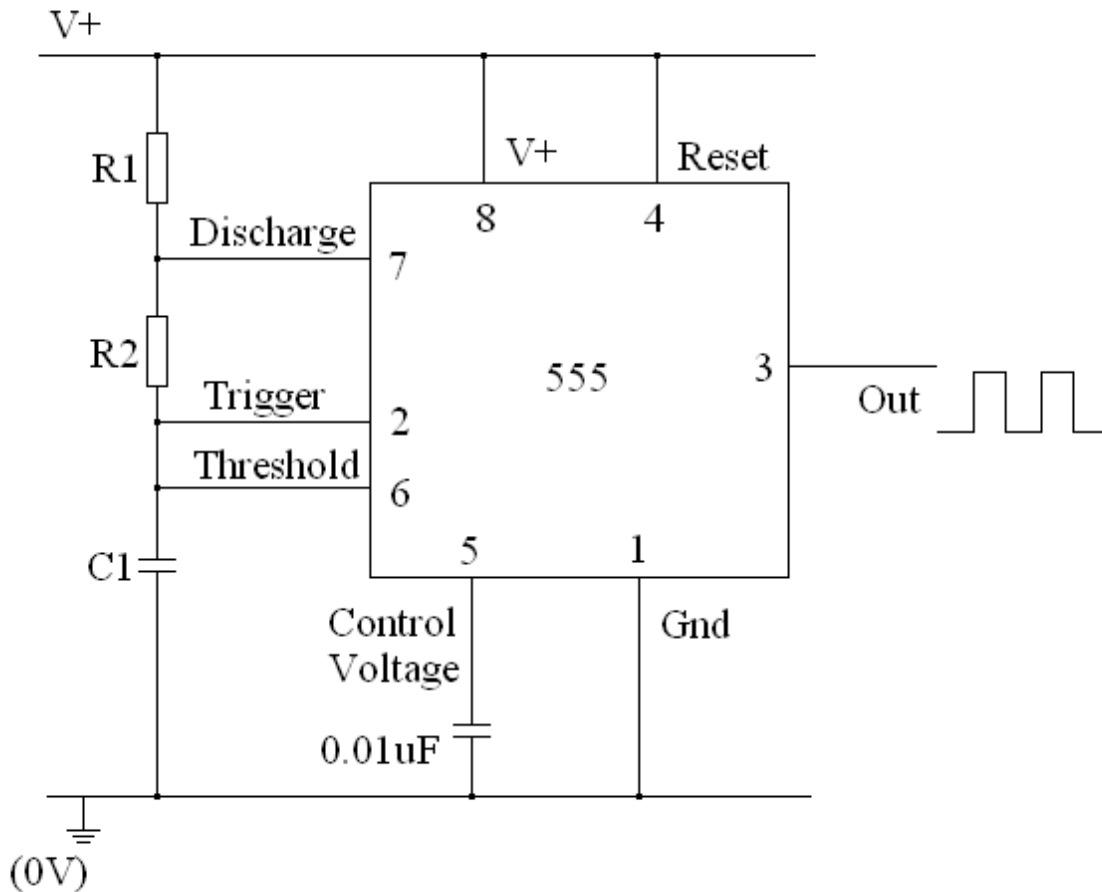 V+
R1
V+
Reset
8
4
Discharge
7
R2
555
3
Trigger
2
Out
Threshold
6
C1
5
1
Control
Voltage
Gnd
0.01uF
(0V)